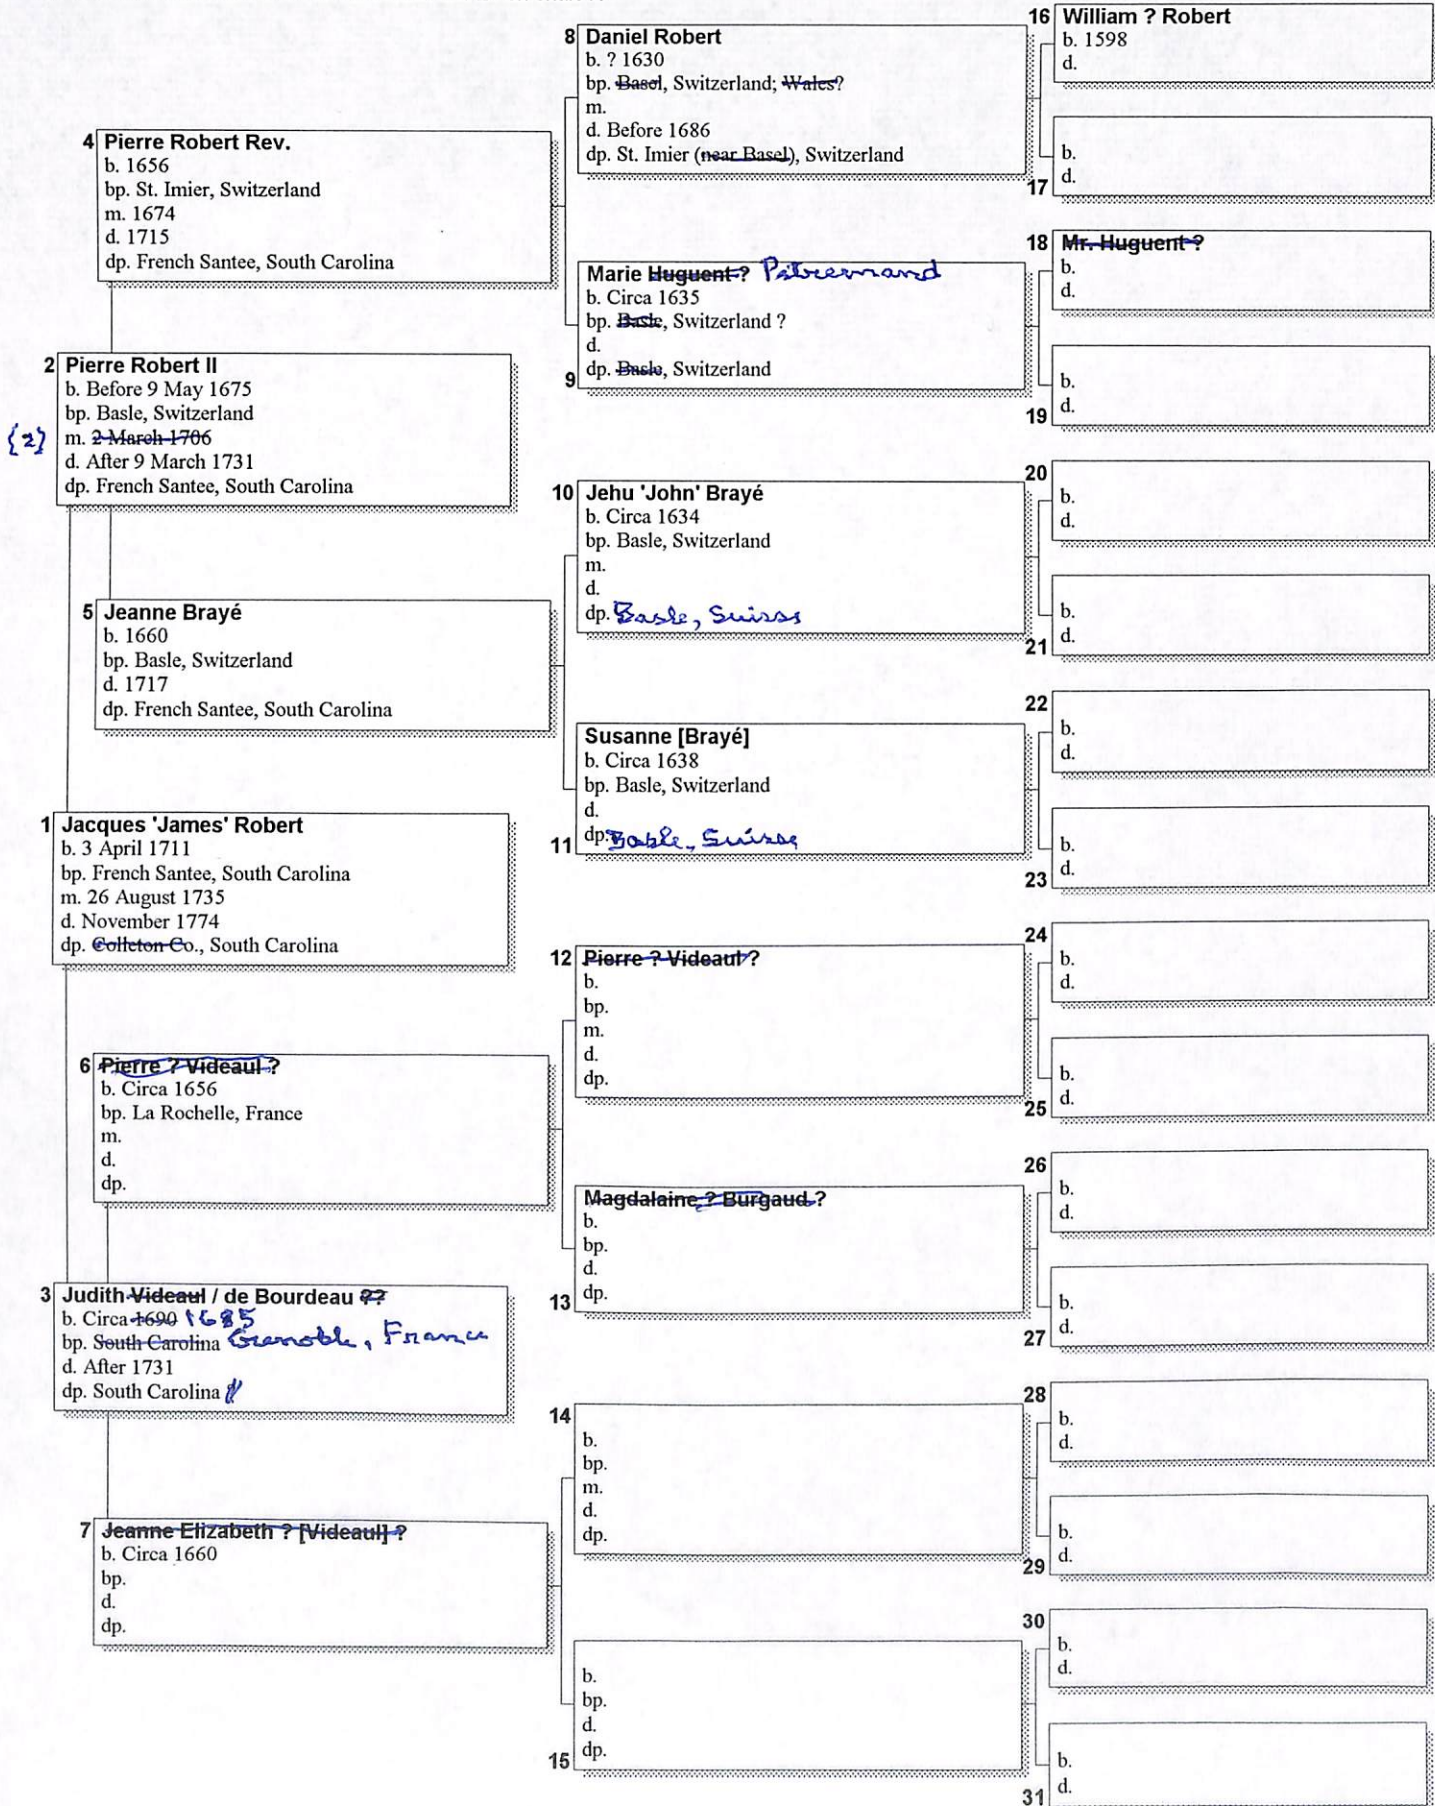 16 William ? Robert
b. 1598
d.
8 Daniel Robert
b. ? 1630
bp. Basel, Switzerland; Wales?
m.
d. Before 1686
dp. St. Imier (near Basel), Switzerland
b.
d.
17
4 Pierre Robert Rev.
b. 1656
bp. St. Imier, Switzerland
m. 1674
d. 1715
dp. French Santee, South Carolina
18 Mr. Huguent ?
b.
d.
Marie Huguent ? Petremand
b. Circa 1635
bp. Basle, Switzerland ?
d.
dp. Basle, Switzerland
9
b.
d.
19
2 Pierre Robert II
b. Before 9 May 1675
bp. Basle, Switzerland
{2} m. 2 March 1706
d. After 9 March 1731
dp. French Santee, South Carolina
20
b.
d.
10 Jehu 'John' Brayé
b. Circa 1634
bp. Basle, Switzerland
m.
d.
dp. Basle, Suisse
b.
d.
21
5 Jeanne Brayé
b. 1660
bp. Basle, Switzerland
d. 1717
dp. French Santee, South Carolina
22
b.
d.
Susanne [Brayé]
b. Circa 1638
bp. Basle, Switzerland
d.
dp. Basle, Suisse
11
b.
d.
23
1 Jacques 'James' Robert
b. 3 April 1711
bp. French Santee, South Carolina
m. 26 August 1735
d. November 1774
dp. Colleton Co., South Carolina
24
b.
d.
12 Pierre ? Videaul ?
b.
bp.
m.
d.
dp.
b.
d.
25
6 Pierre ? Videaul ?
b. Circa 1656
bp. La Rochelle, France
m.
d.
dp.
26
b.
d.
Magdalaine ? Burgaud ?
b.
bp.
d.
dp.
13
b.
d.
27
3 Judith Videaul / de Bourdeau ??
b. Circa 1690 1685
bp. South Carolina Grenoble, France
d. After 1731
dp. South Carolina
28
b.
d.
14
b.
bp.
m.
d.
dp.
b.
d.
29
7 Jeanne Elizabeth ? [Videaul] ?
b. Circa 1660
bp.
d.
dp.
30
b.
d.
b.
bp.
d.
dp.
15
b.
d.
31